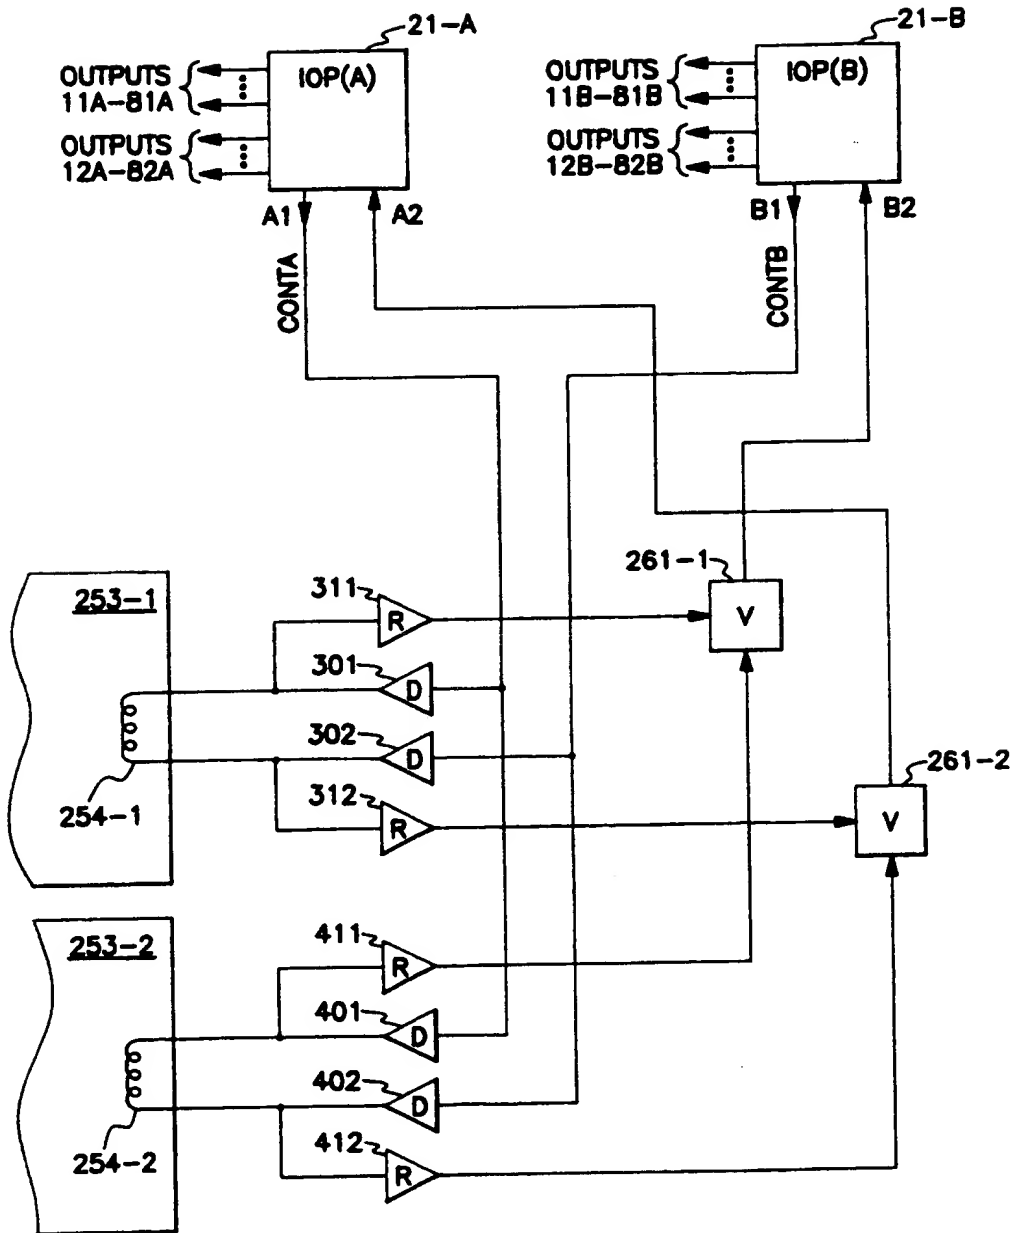 21-A
21-B
IOP(A)
IOP(B)
OUTPUTS
11A-81A
OUTPUTS
12A-82A
OUTPUTS
11B-81B
OUTPUTS
12B-82B
A1
A2
B1
B2
CONTA
CONTB
261-1
V
253-1
311
R
301
D
302
D
312
R
254-1
261-2
V
253-2
411
R
401
D
402
D
412
R
254-2